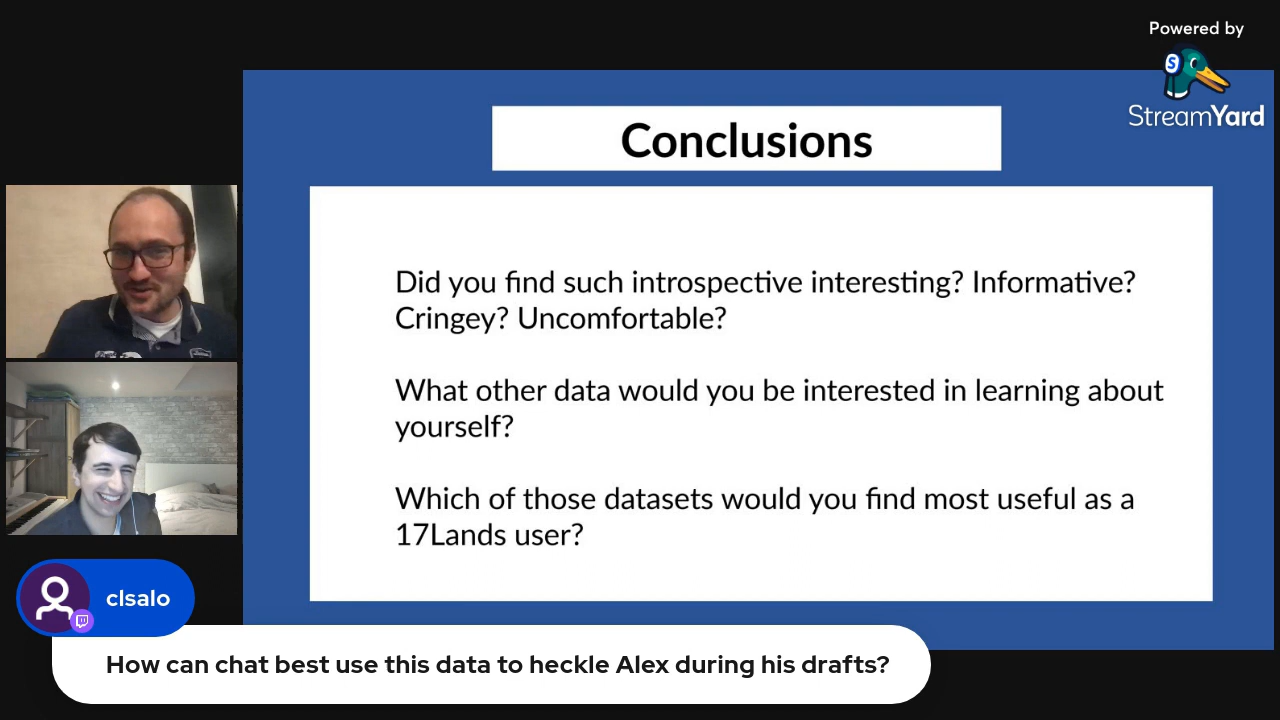 Powered by
StreamYard
Conclusions
Did you find such introspective interesting? Informative?
Cringey? Uncomfortable?
What other data would you be interested in learning about
yourself?
Which of those datasets would you find most useful as a
17Lands user?
clsalo
How can chat best use this data to heckle Alex during his drafts?